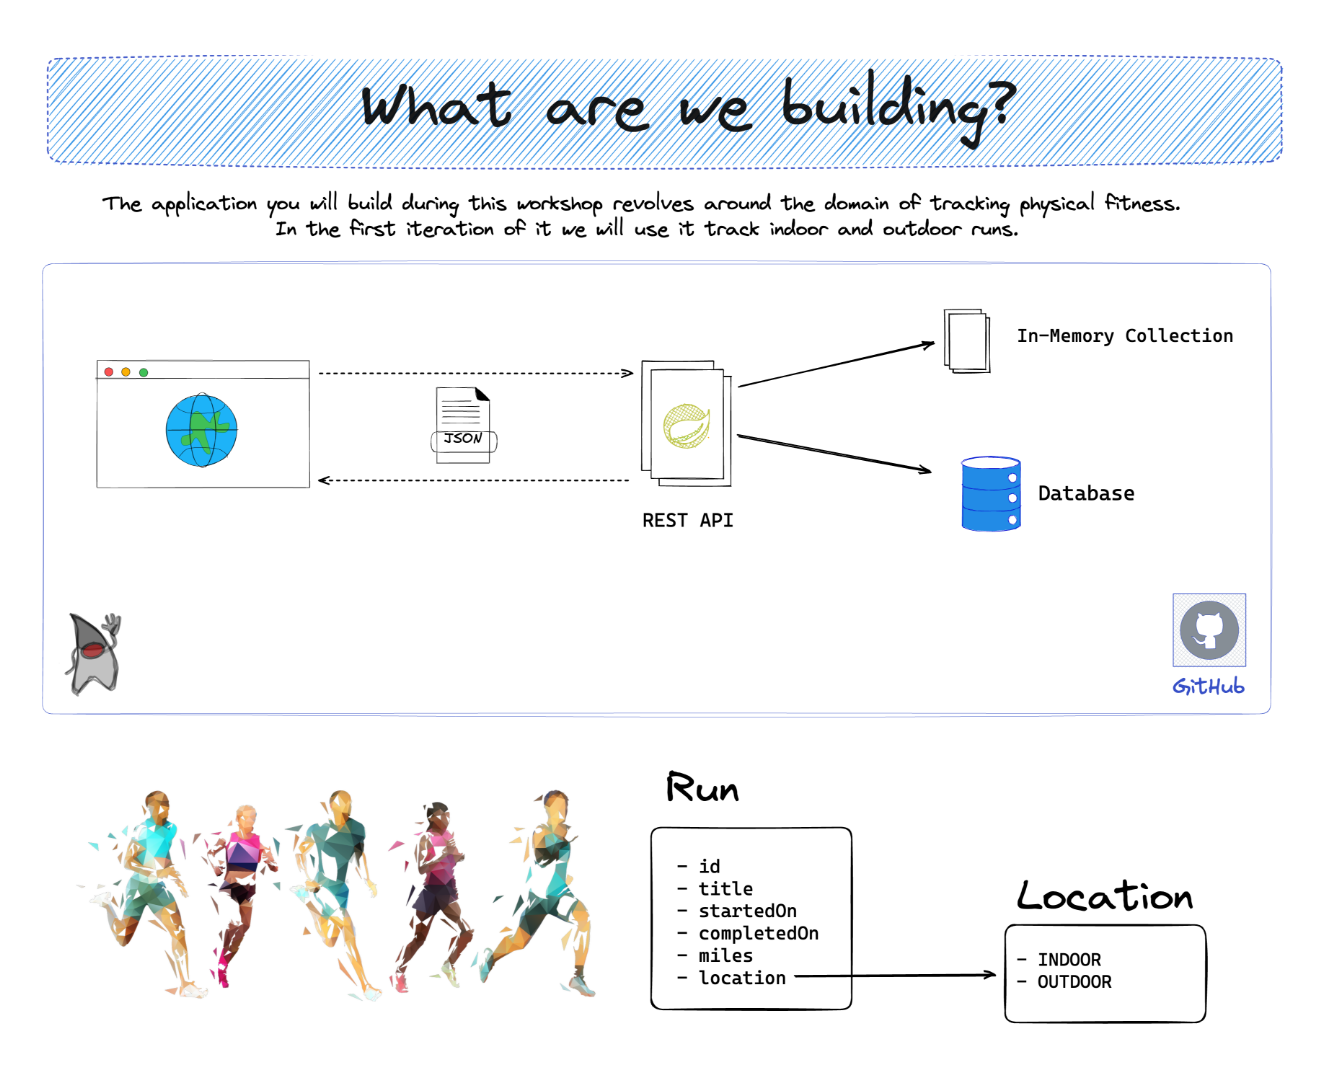 What are we building?
The application you will build during this workshop revolves around the domain of tracking physical fitness.
In the first iteration of it we will use it track indoor and outdoor runs.
In-Memory Collection
JSON
REST API
Database
GitHub
Run
- id
- title
- startedOn
- completedOn
- miles
- location
Location
- INDOOR
- OUTDOOR